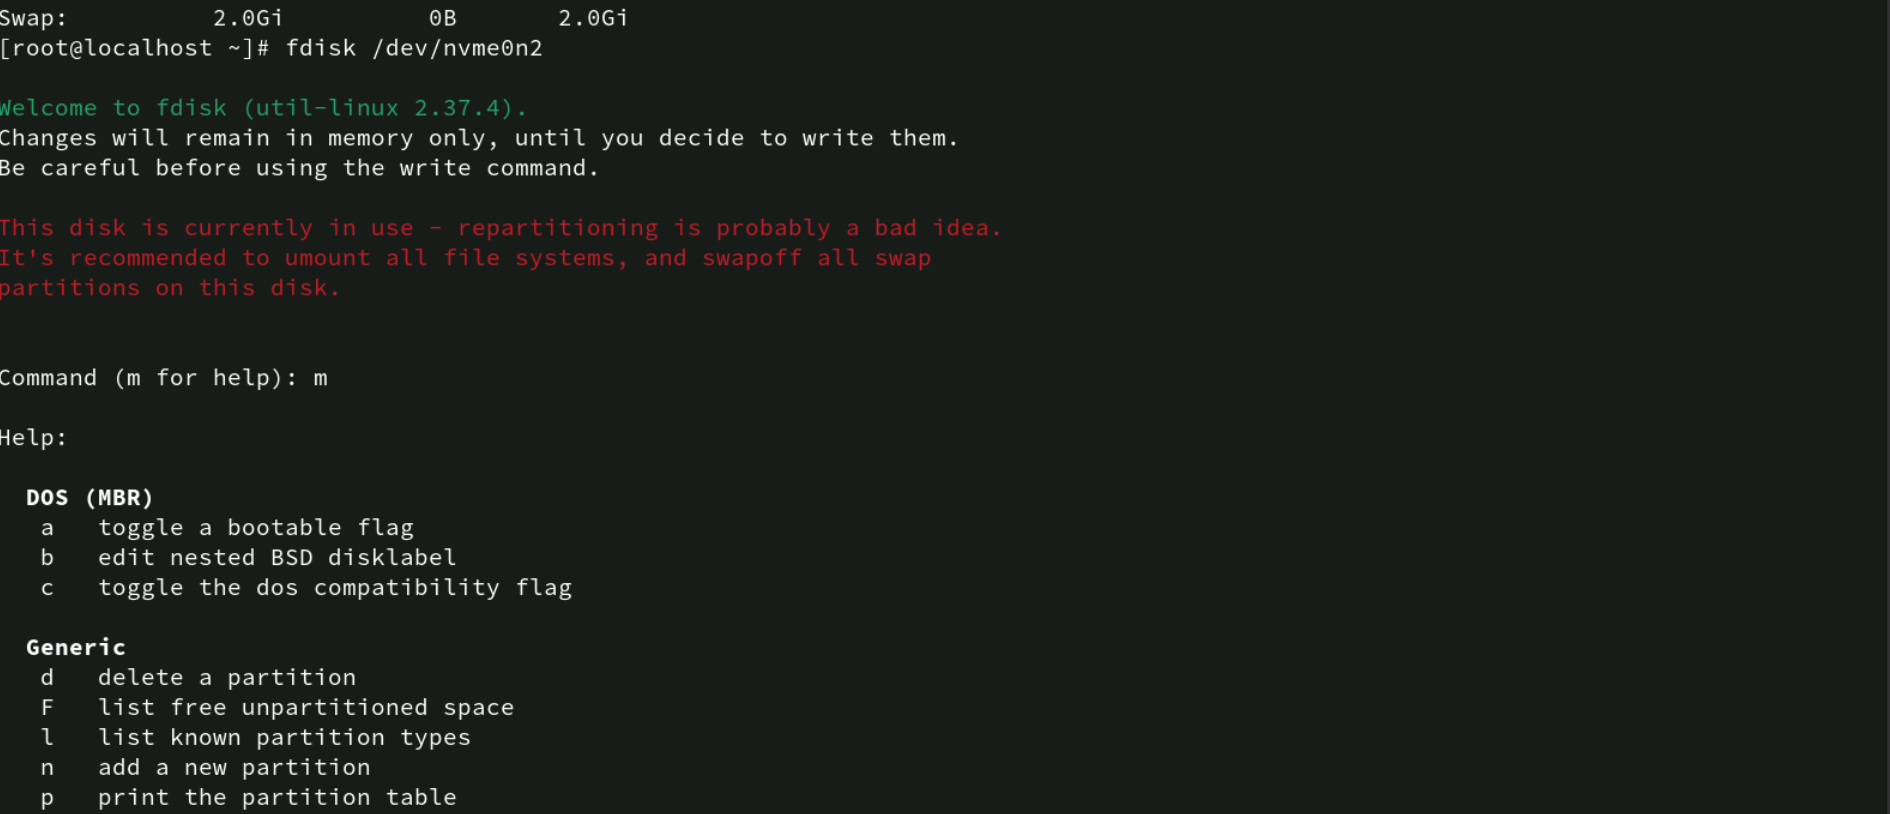 Swap:          2.0Gi          0B       2.0Gi
[root@localhost ~]# fdisk /dev/nvme0n2
Welcome to fdisk (util-linux 2.37.4).
Changes will remain in memory only, until you decide to write them.
Be careful before using the write command.
This disk is currently in use - repartitioning is probably a bad idea.
It's recommended to umount all file systems, and swapoff all swap
partitions on this disk.
Command (m for help): m
Help:
  DOS (MBR)
   a   toggle a bootable flag
   b   edit nested BSD disklabel
   c   toggle the dos compatibility flag
  Generic
   d   delete a partition
   F   list free unpartitioned space
   l   list known partition types
   n   add a new partition
   p   print the partition table